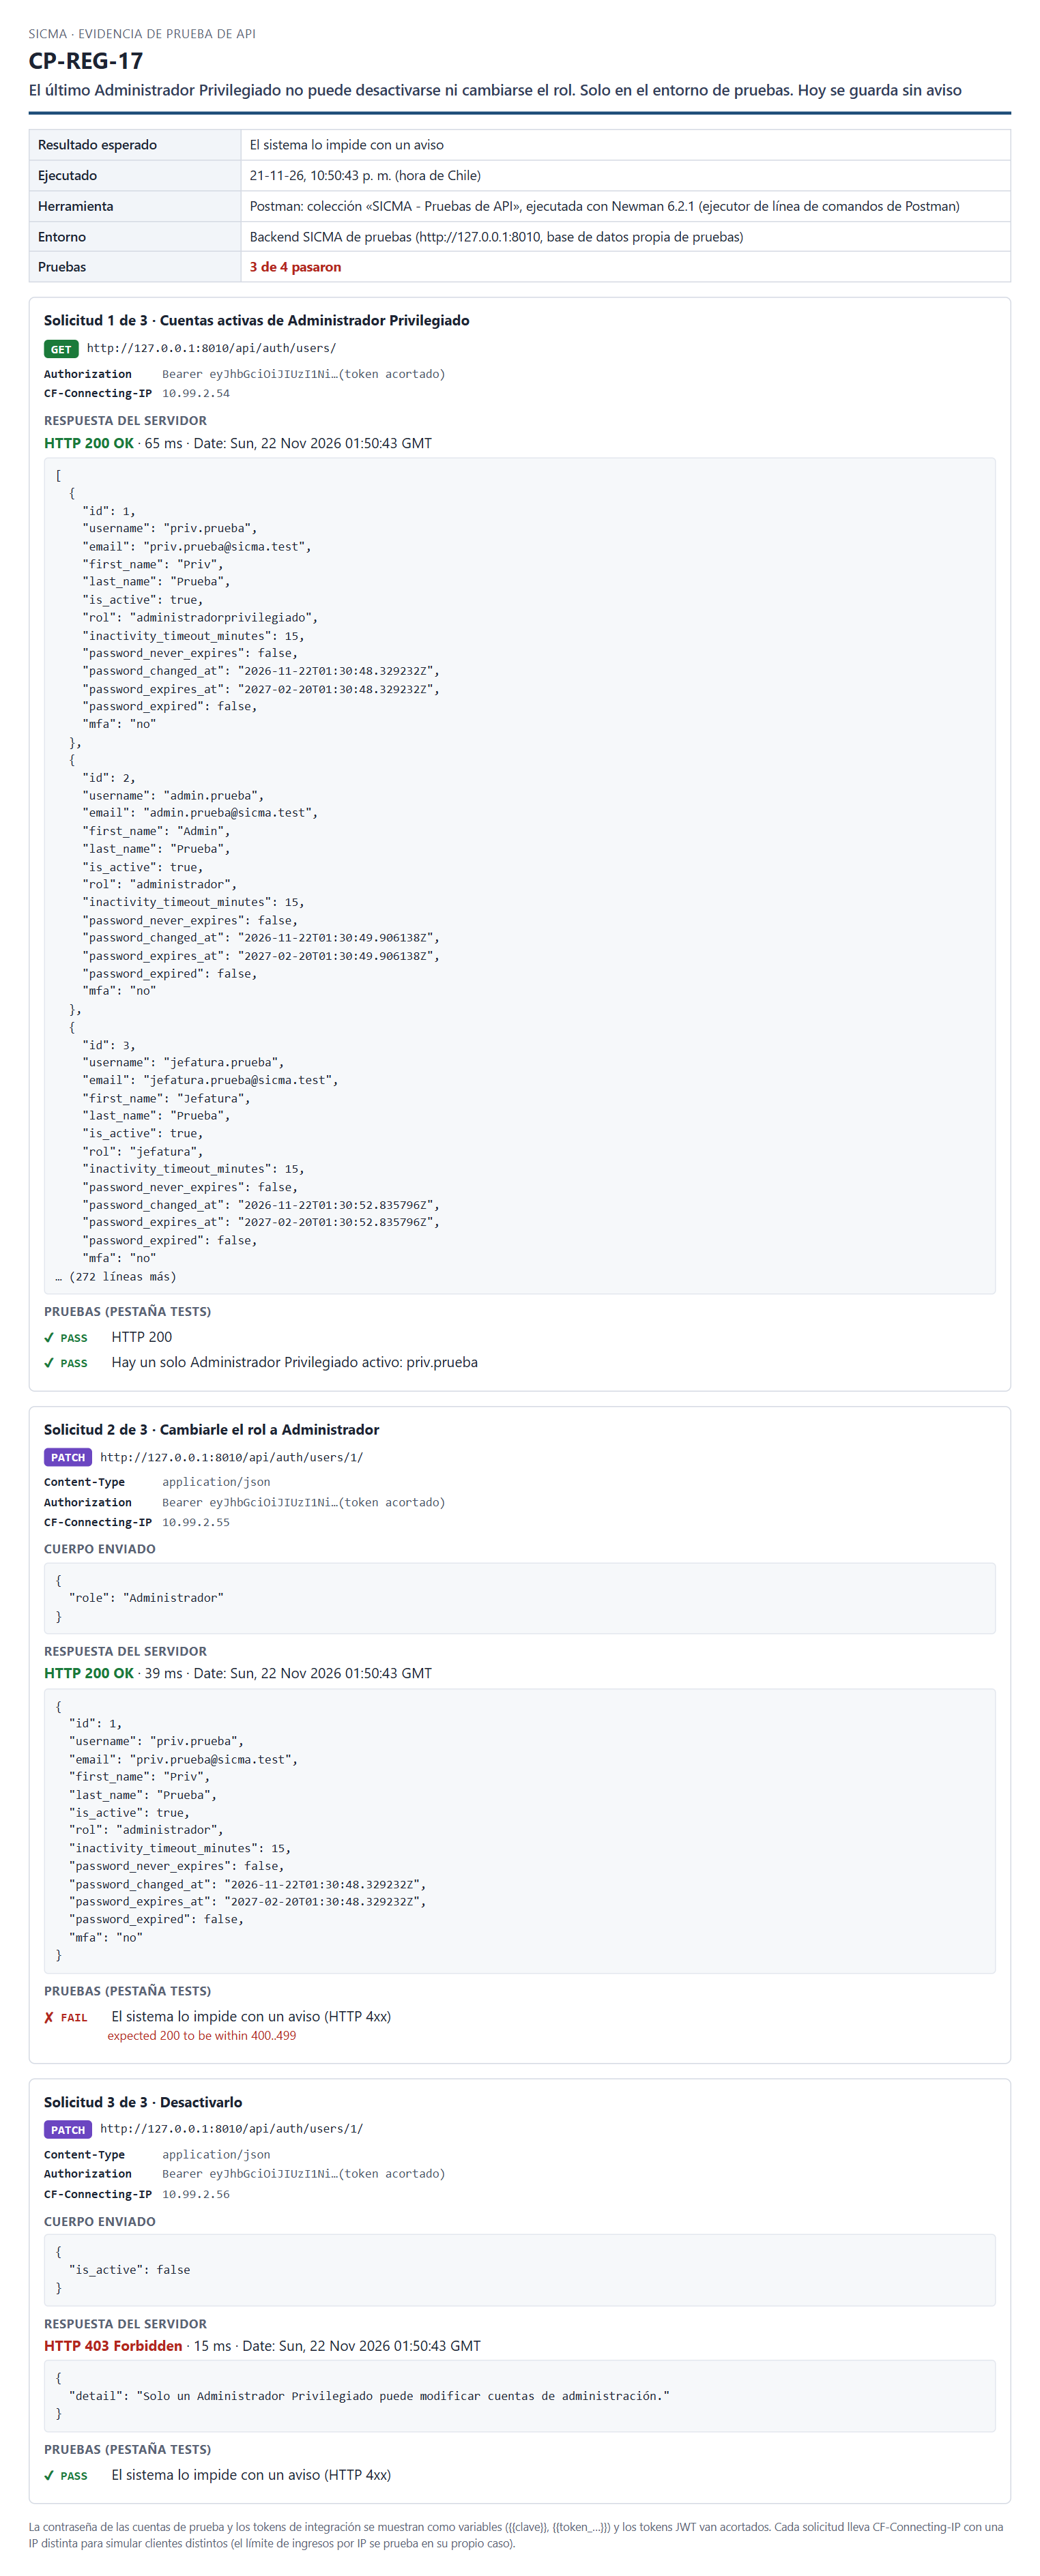 SICMA · EVIDENCIA DE PRUEBA DE API
CP-REG-17
El último Administrador Privilegiado no puede desactivarse ni cambiarse el rol. Solo en el entorno de pruebas. Hoy se guarda sin aviso
Resultado esperado El sistema lo impide con un aviso
Ejecutado 21-11-26, 10:50:43 p. m. (hora de Chile)
Herramienta Postman: colección «SICMA - Pruebas de API», ejecutada con Newman 6.2.1 (ejecutor de línea de comandos de Postman)
Entorno Backend SICMA de pruebas (http://127.0.0.1:8010, base de datos propia de pruebas)
Pruebas 3 de 4 pasaron
Solicitud 1 de 3 · Cuentas activas de Administrador Privilegiado
GET http://127.0.0.1:8010/api/auth/users/
Authorization Bearer eyJhbGciOiJIUzI1Ni…(token acortado)
CF-Connecting-IP 10.99.2.54
RESPUESTA DEL SERVIDOR
HTTP 200 OK · 65 ms · Date: Sun, 22 Nov 2026 01:50:43 GMT
[
{
"id": 1,
"username": "priv.prueba",
"email": "priv.prueba@sicma.test",
"first_name": "Priv",
"last_name": "Prueba",
"is_active": true,
"rol": "administradorprivilegiado",
"inactivity_timeout_minutes": 15,
"password_never_expires": false,
"password_changed_at": "2026-11-22T01:30:48.329232Z",
"password_expires_at": "2027-02-20T01:30:48.329232Z",
"password_expired": false,
"mfa": "no"
},
{
"id": 2,
"username": "admin.prueba",
"email": "admin.prueba@sicma.test",
"first_name": "Admin",
"last_name": "Prueba",
"is_active": true,
"rol": "administrador",
"inactivity_timeout_minutes": 15,
"password_never_expires": false,
"password_changed_at": "2026-11-22T01:30:49.906138Z",
"password_expires_at": "2027-02-20T01:30:49.906138Z",
"password_expired": false,
"mfa": "no"
},
{
"id": 3,
"username": "jefatura.prueba",
"email": "jefatura.prueba@sicma.test",
"first_name": "Jefatura",
"last_name": "Prueba",
"is_active": true,
"rol": "jefatura",
"inactivity_timeout_minutes": 15,
"password_never_expires": false,
"password_changed_at": "2026-11-22T01:30:52.835796Z",
"password_expires_at": "2027-02-20T01:30:52.835796Z",
"password_expired": false,
"mfa": "no"
… (272 líneas más)
PRUEBAS (PESTAÑA TESTS)
✔ PASS HTTP 200
✔ PASS Hay un solo Administrador Privilegiado activo: priv.prueba
Solicitud 2 de 3 · Cambiarle el rol a Administrador
PATCH http://127.0.0.1:8010/api/auth/users/1/
Content-Type application/json
Authorization Bearer eyJhbGciOiJIUzI1Ni…(token acortado)
CF-Connecting-IP 10.99.2.55
CUERPO ENVIADO
{
"role": "Administrador"
}
RESPUESTA DEL SERVIDOR
HTTP 200 OK · 39 ms · Date: Sun, 22 Nov 2026 01:50:43 GMT
{
"id": 1,
"username": "priv.prueba",
"email": "priv.prueba@sicma.test",
"first_name": "Priv",
"last_name": "Prueba",
"is_active": true,
"rol": "administrador",
"inactivity_timeout_minutes": 15,
"password_never_expires": false,
"password_changed_at": "2026-11-22T01:30:48.329232Z",
"password_expires_at": "2027-02-20T01:30:48.329232Z",
"password_expired": false,
"mfa": "no"
}
PRUEBAS (PESTAÑA TESTS)
✘ FAIL El sistema lo impide con un aviso (HTTP 4xx)
expected 200 to be within 400..499
Solicitud 3 de 3 · Desactivarlo
PATCH http://127.0.0.1:8010/api/auth/users/1/
Content-Type application/json
Authorization Bearer eyJhbGciOiJIUzI1Ni…(token acortado)
CF-Connecting-IP 10.99.2.56
CUERPO ENVIADO
{
"is_active": false
}
RESPUESTA DEL SERVIDOR
HTTP 403 Forbidden · 15 ms · Date: Sun, 22 Nov 2026 01:50:43 GMT
{
"detail": "Solo un Administrador Privilegiado puede modificar cuentas de administración."
}
PRUEBAS (PESTAÑA TESTS)
✔ PASS El sistema lo impide con un aviso (HTTP 4xx)
La contraseña de las cuentas de prueba y los tokens de integración se muestran como variables ({{clave}}, {{token_…}}) y los tokens JWT van acortados. Cada solicitud lleva CF-Connecting-IP con una
IP distinta para simular clientes distintos (el límite de ingresos por IP se prueba en su propio caso).